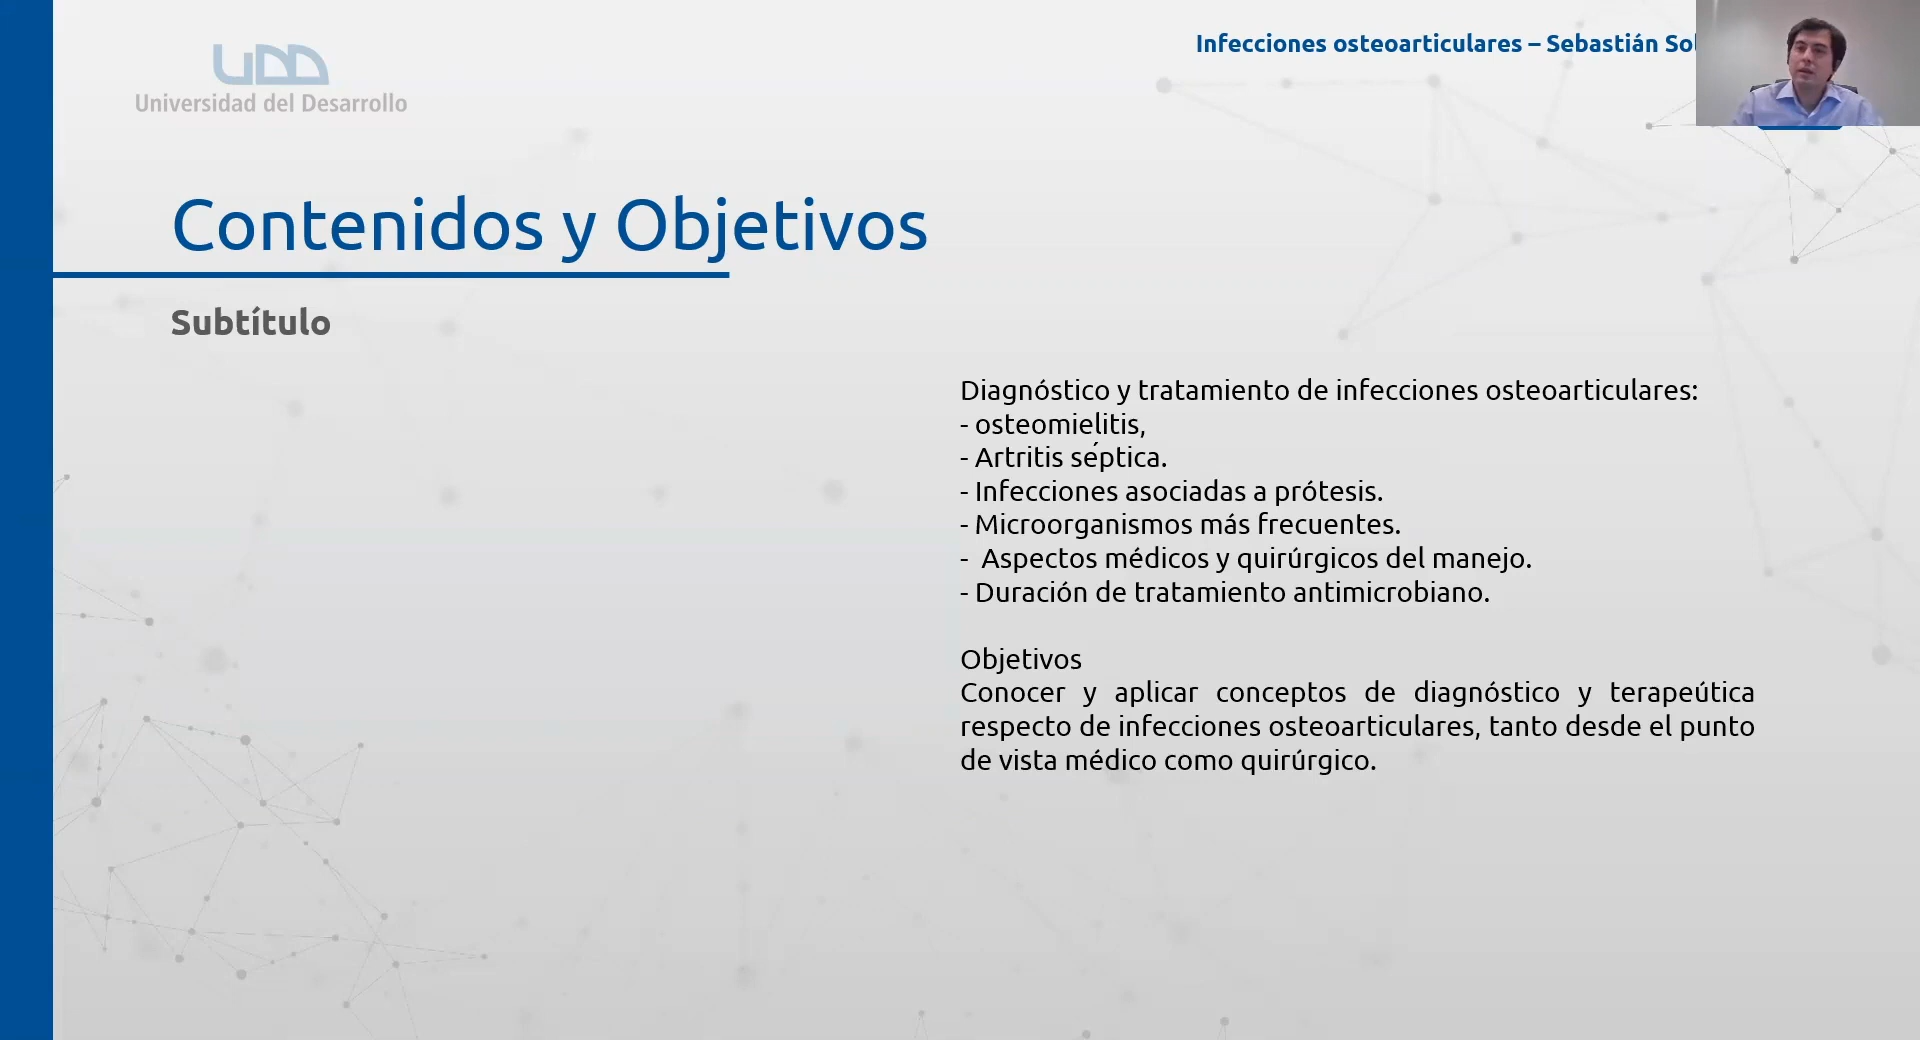 Infecciones osteoarticulares – Sebastián
UDD
Universidad del Desarrollo
Contenidos y Objetivos
Subtítulo
Diagnóstico y tratamiento de infecciones osteoarticulares:
- osteomielitis,
- Artritis séptica.
- Infecciones asociadas a prótesis.
- Microorganismos más frecuentes.
-  Aspectos médicos y quirúrgicos del manejo.
- Duración de tratamiento antimicrobiano.
Objetivos
Conocer y aplicar conceptos de diagnóstico y terapeútica
respecto de infecciones osteoarticulares, tanto desde el punto
de vista médico como quirúrgico.